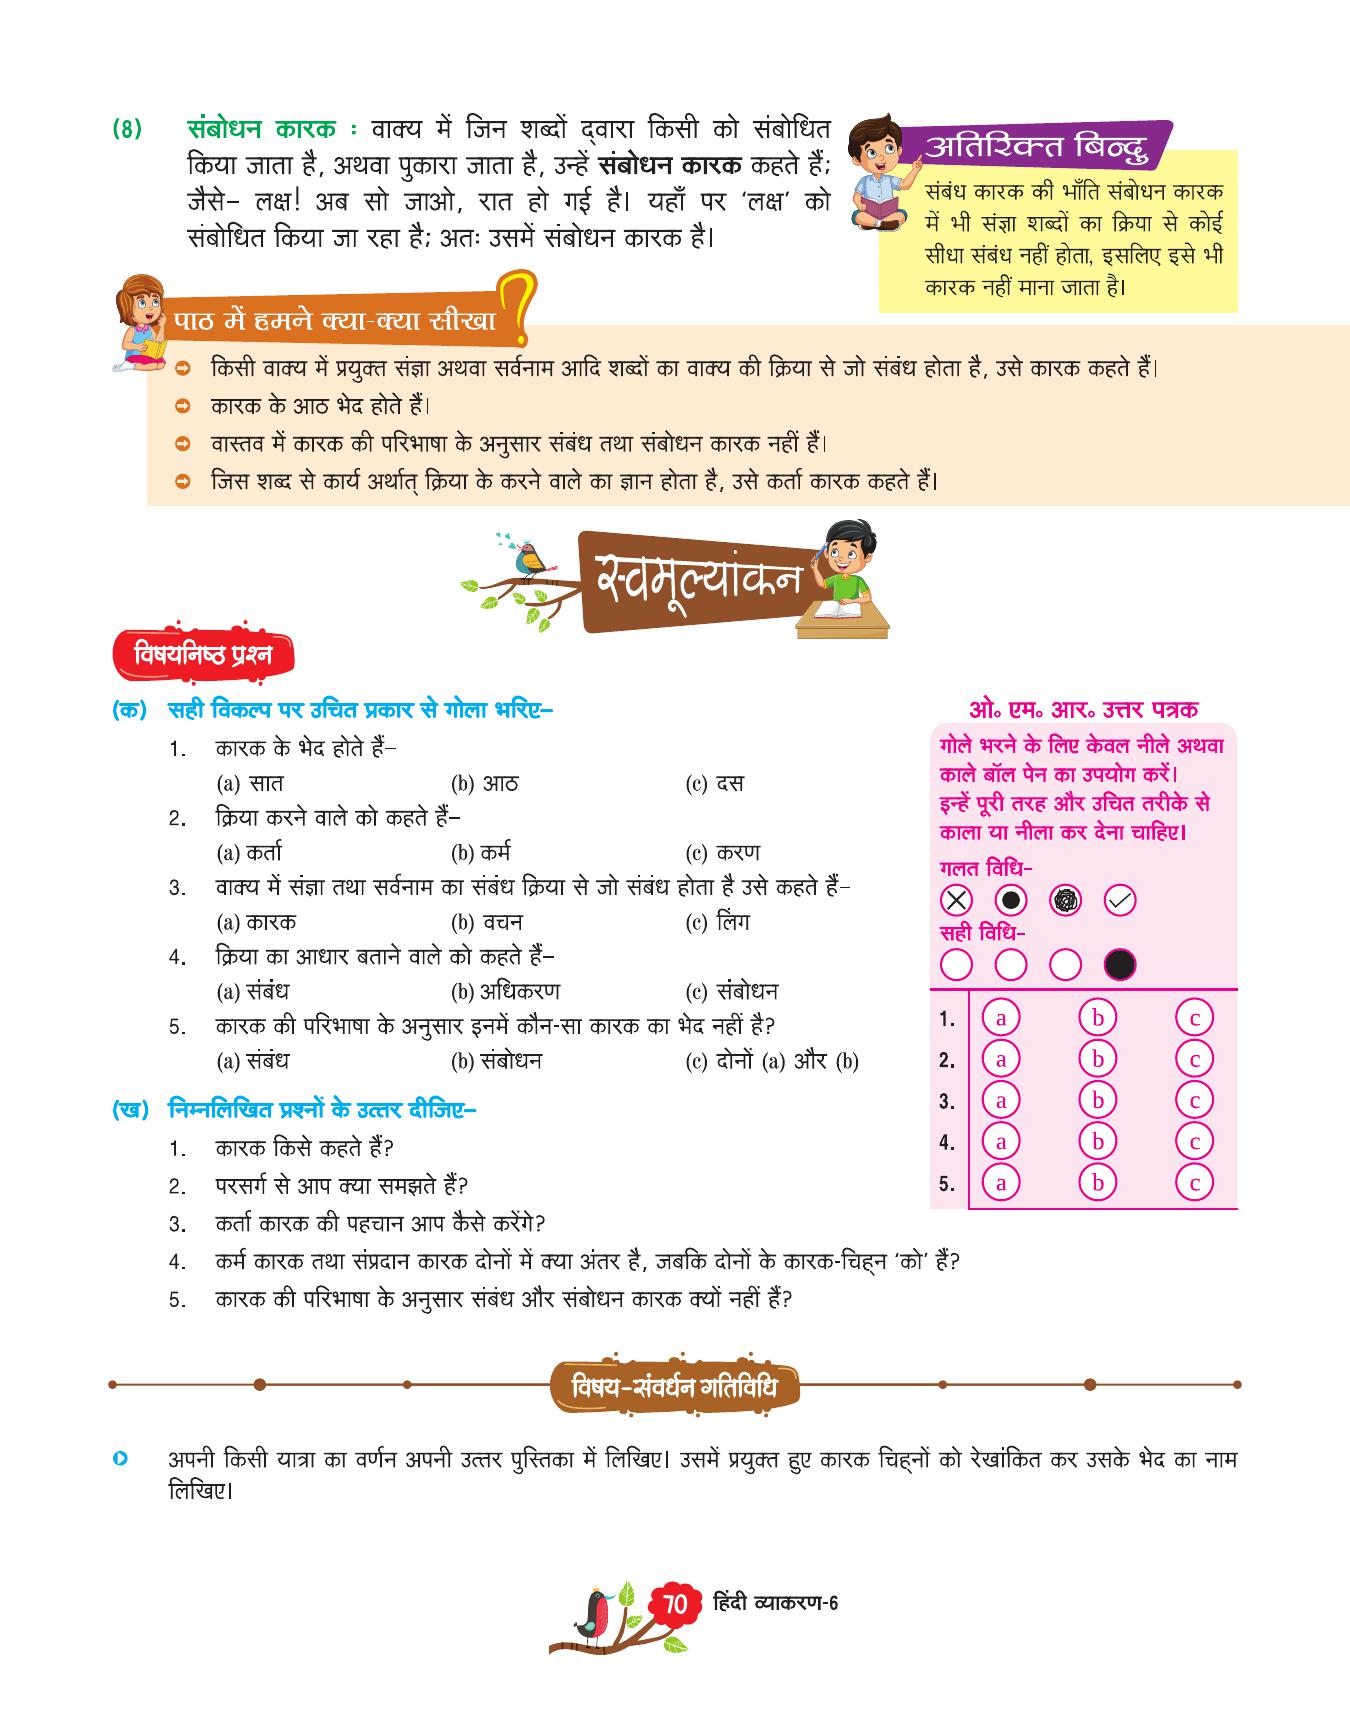 (8) संबोधन कारक : वाक्य में जिन शब्दों द्वारा किसी को संबोधित
किया जाता है, अथवा पुकारा जाता है, उन्हें संबोधन कारक कहते हैं;
जैसे– लक्ष! अब सो जाओ, रात हो गई है। यहाँ पर ‘लक्ष’ को
संबोधित किया जा रहा है; अतः उसमें संबोधन कारक है।
अतिरिक्त बिन्दु
संबंध कारक की भाँति संबोधन कारक
में भी संज्ञा शब्दों का क्रिया से कोई
सीधा संबंध नहीं होता, इसलिए इसे भी
कारक नहीं माना जाता है।
पाठ में हमने क्या-क्या सीखा ?
किसी वाक्य में प्रयुक्त संज्ञा अथवा सर्वनाम आदि शब्दों का वाक्य की क्रिया से जो संबंध होता है, उसे कारक कहते हैं।
कारक के आठ भेद होते हैं।
वास्तव में कारक की परिभाषा के अनुसार संबंध तथा संबोधन कारक नहीं हैं।
जिस शब्द से कार्य अर्थात् क्रिया के करने वाले का ज्ञान होता है, उसे कर्ता कारक कहते हैं।
स्वमूल्यांकन
विषयनिष्ठ प्रश्न
(क) सही विकल्प पर उचित प्रकार से गोला भरिए–
1. कारक के भेद होते हैं–
(a) सात (b) आठ (c) दस
2. क्रिया करने वाले को कहते हैं–
(a) कर्ता (b) कर्म (c) करण
3. वाक्य में संज्ञा तथा सर्वनाम का संबंध क्रिया से जो संबंध होता है उसे कहते हैं–
(a) कारक (b) वचन (c) लिंग
4. क्रिया का आधार बताने वाले को कहते हैं–
(a) संबंध (b) अधिकरण (c) संबोधन
5. कारक की परिभाषा के अनुसार इनमें कौन-सा कारक का भेद नहीं है?
(a) संबंध (b) संबोधन (c) दोनों (a) और (b)
ओ॰ एम॰ आर॰ उत्तर पत्रक
गोले भरने के लिए केवल नीले अथवा
काले बॉल पेन का उपयोग करें।
इन्हें पूरी तरह और उचित तरीके से
काला या नीला कर देना चाहिए।
गलत विधि–
सही विधि–
1. a b c
2. a b c
3. a b c
4. a b c
5. a b c
(ख) निम्नलिखित प्रश्नों के उत्तर दीजिए–
1. कारक किसे कहते हैं?
2. परसर्ग से आप क्या समझते हैं?
3. कर्ता कारक की पहचान आप कैसे करेंगे?
4. कर्म कारक तथा संप्रदान कारक दोनों में क्या अंतर है, जबकि दोनों के कारक-चिह्न ‘को’ हैं?
5. कारक की परिभाषा के अनुसार संबंध और संबोधन कारक क्यों नहीं हैं?
विषय–संवर्धन गतिविधि
अपनी किसी यात्रा का वर्णन अपनी उत्तर पुस्तिका में लिखिए। उसमें प्रयुक्त हुए कारक चिह्नों को रेखांकित कर उसके भेद का नाम
लिखिए।
70 हिंदी व्याकरण-6